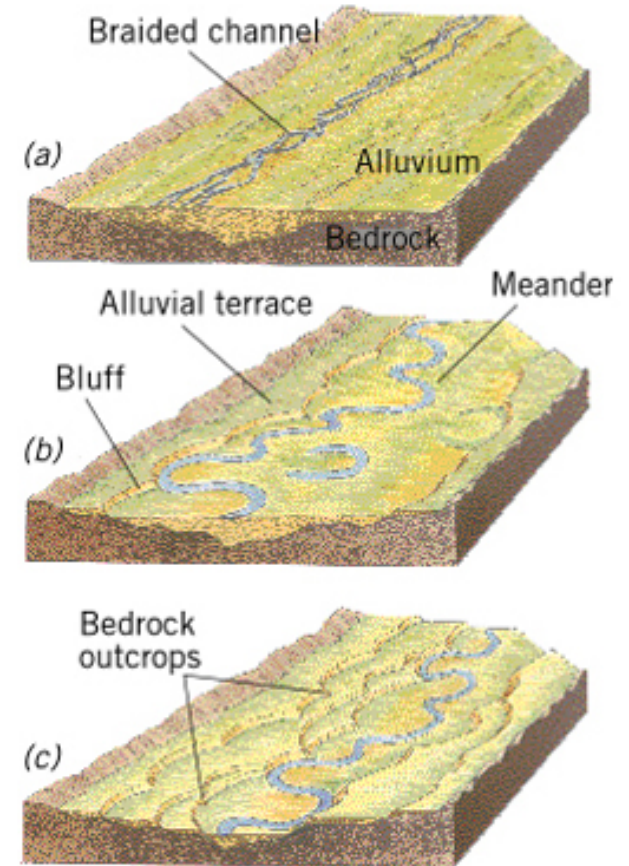 Braided channel
(a)
Alluvium
Bedrock
Meander
Alluvial terrace
Bluff
(b)
Bedrock
outcrops
(c)